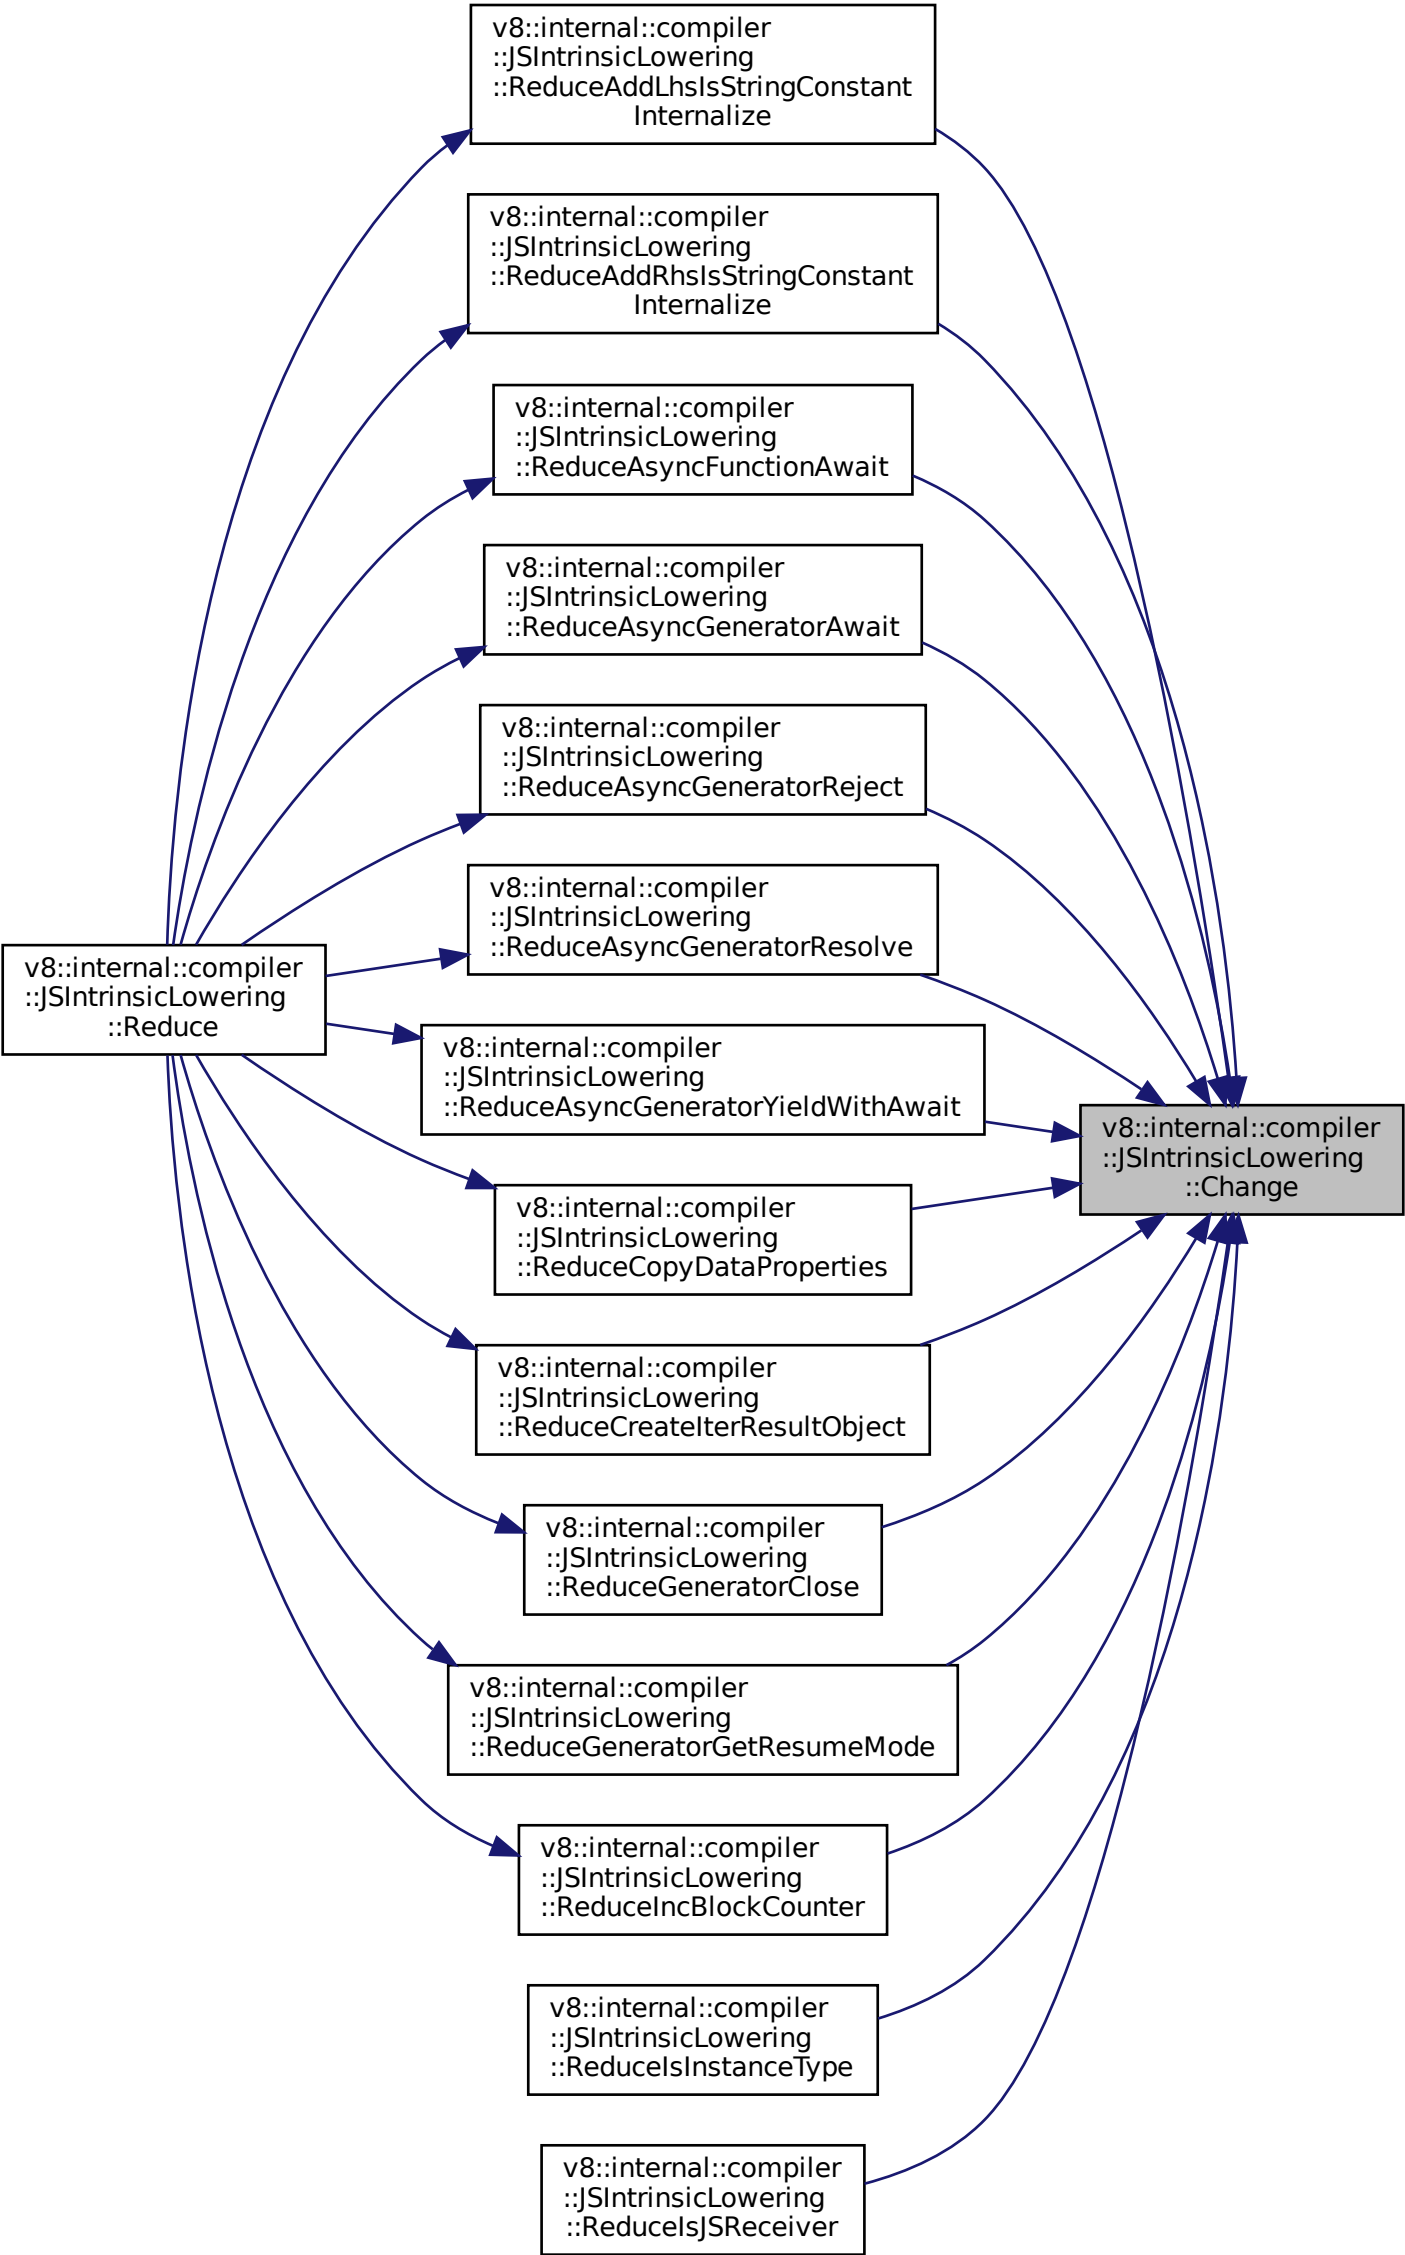 v8::internal::compiler
::JSIntrinsicLowering
::ReduceAddLhsIsStringConstant
Internalize
v8::internal::compiler
::JSIntrinsicLowering
::ReduceAddRhsIsStringConstant
Internalize
v8::internal::compiler
::JSIntrinsicLowering
::ReduceAsyncFunctionAwait
v8::internal::compiler
::JSIntrinsicLowering
::ReduceAsyncGeneratorAwait
v8::internal::compiler
::JSIntrinsicLowering
::ReduceAsyncGeneratorReject
v8::internal::compiler
::JSIntrinsicLowering
::ReduceAsyncGeneratorResolve
v8::internal::compiler
::JSIntrinsicLowering
::Reduce
v8::internal::compiler
::JSIntrinsicLowering
::ReduceAsyncGeneratorYieldWithAwait
v8::internal::compiler
::JSIntrinsicLowering
::Change
v8::internal::compiler
::JSIntrinsicLowering
::ReduceCopyDataProperties
v8::internal::compiler
::JSIntrinsicLowering
::ReduceCreateIterResultObject
v8::internal::compiler
::JSIntrinsicLowering
::ReduceGeneratorClose
v8::internal::compiler
::JSIntrinsicLowering
::ReduceGeneratorGetResumeMode
v8::internal::compiler
::JSIntrinsicLowering
::ReduceIncBlockCounter
v8::internal::compiler
::JSIntrinsicLowering
::ReduceIsInstanceType
v8::internal::compiler
::JSIntrinsicLowering
::ReduceIsJSReceiver